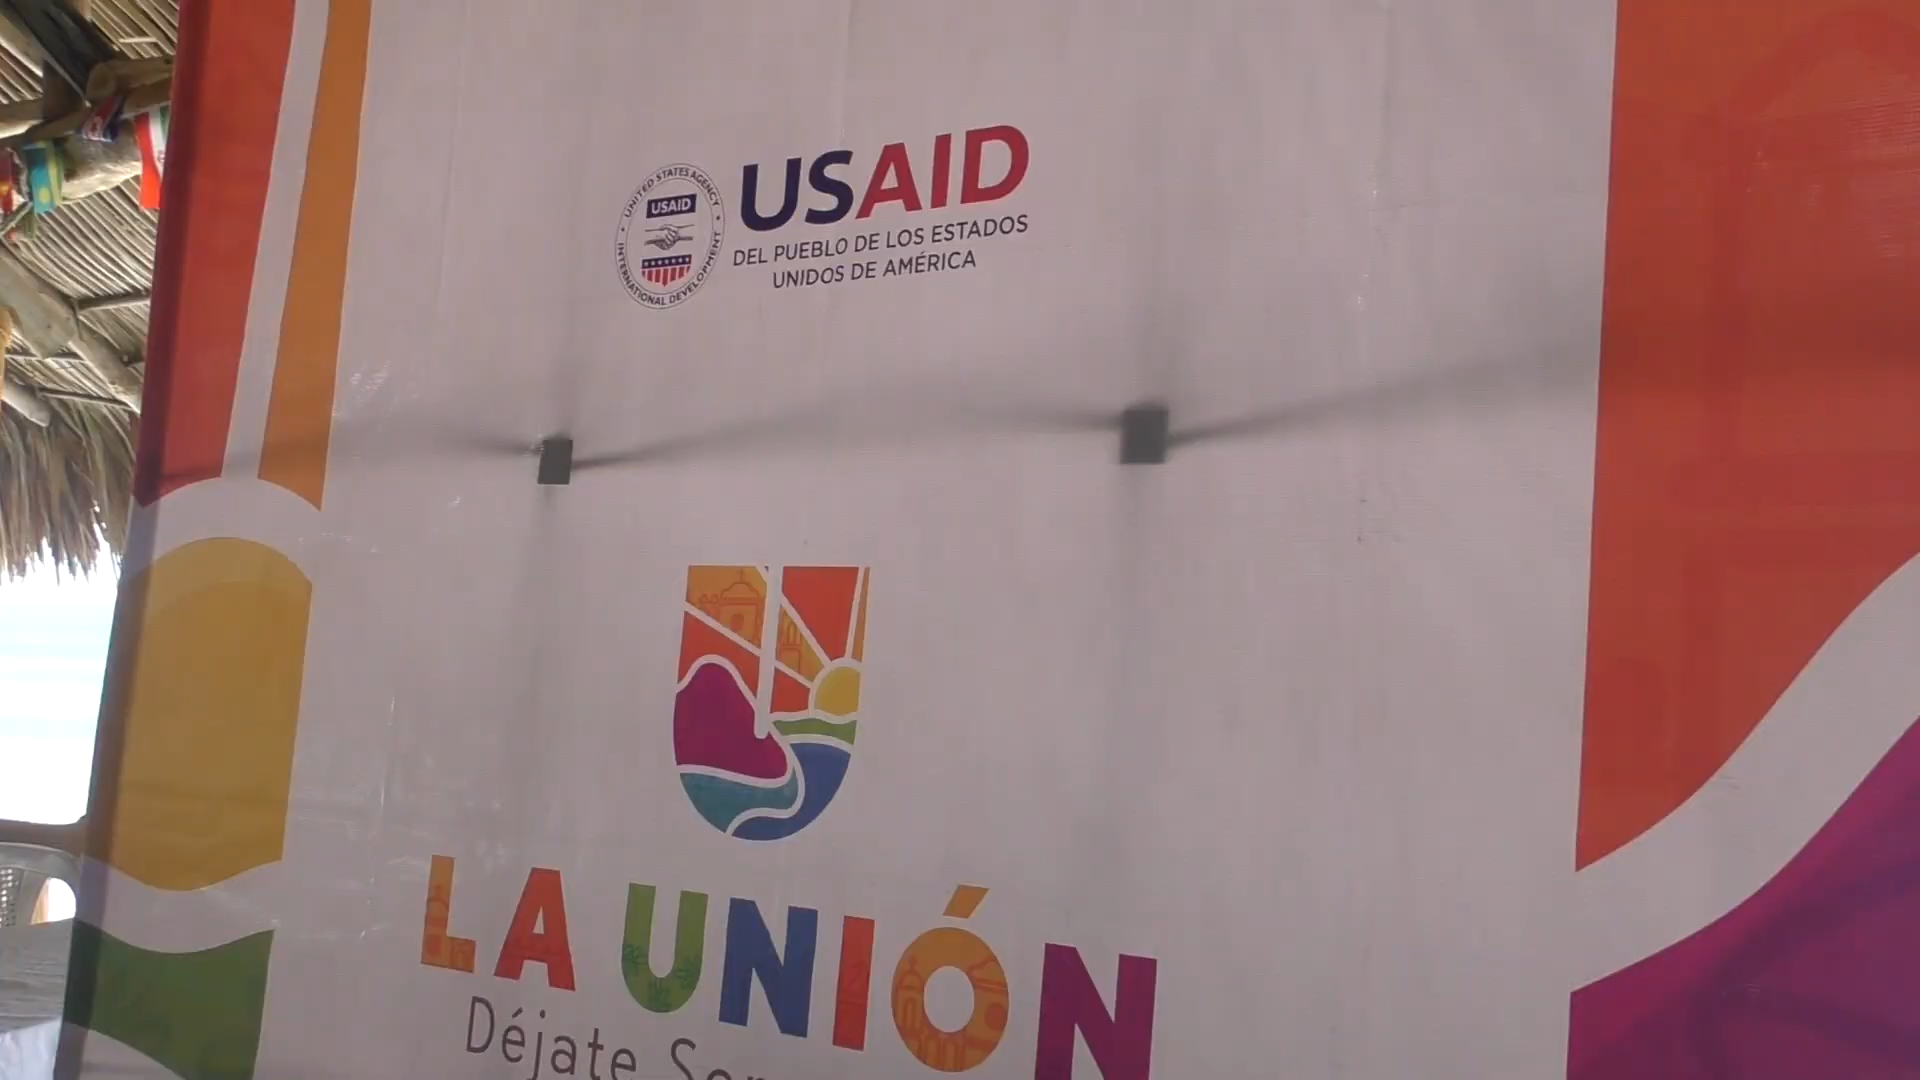 UNITED STATES AGENCY
USAID
INTERNATIONAL DEVELOPMENT
USAID
DEL PUEBLO DE LOS ESTADOS
UNIDOS DE AMÉRICA
LA UNIÓN
Déjate